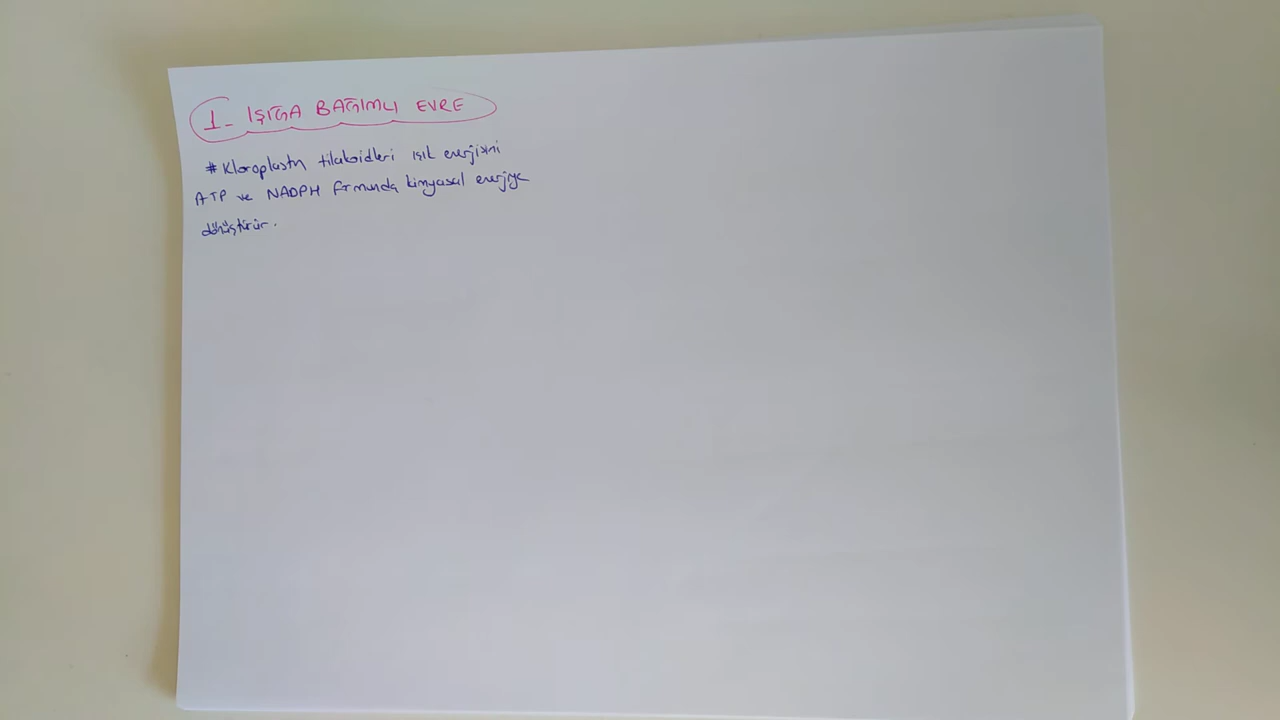 1- IŞIĞA BAĞIMLI EVRE
# Kloroplastın tilakoidleri ışık enerjisini
ATP ve NADPH formunda kimyasal enerjiye
dönüştürür.